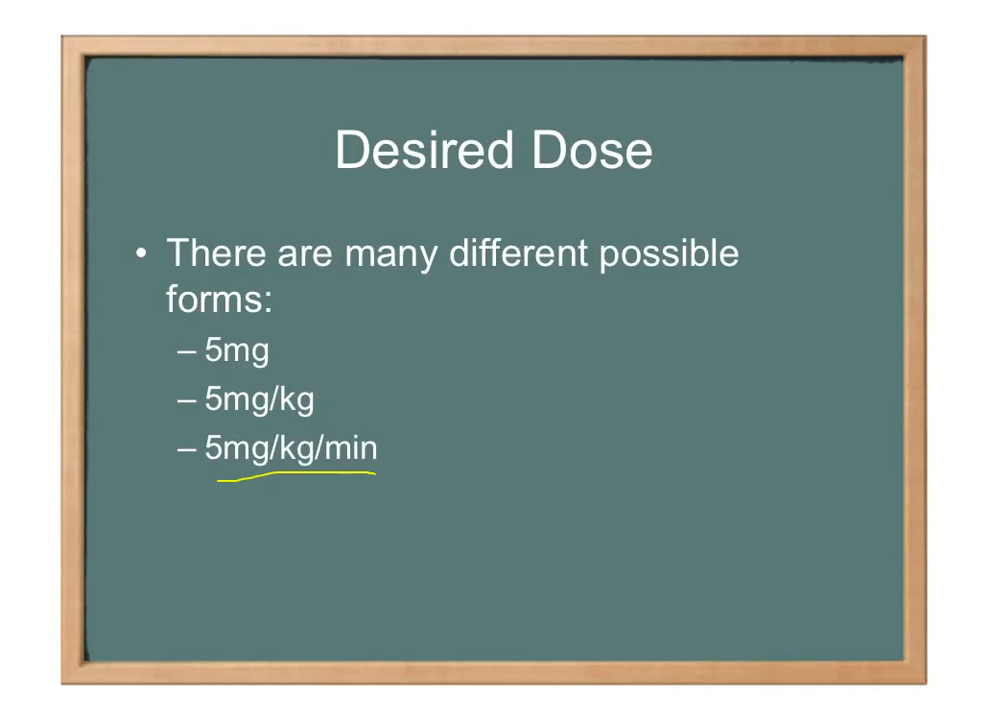 Desired Dose
• There are many different possible
forms:
– 5mg
– 5mg/kg
– 5mg/kg/min